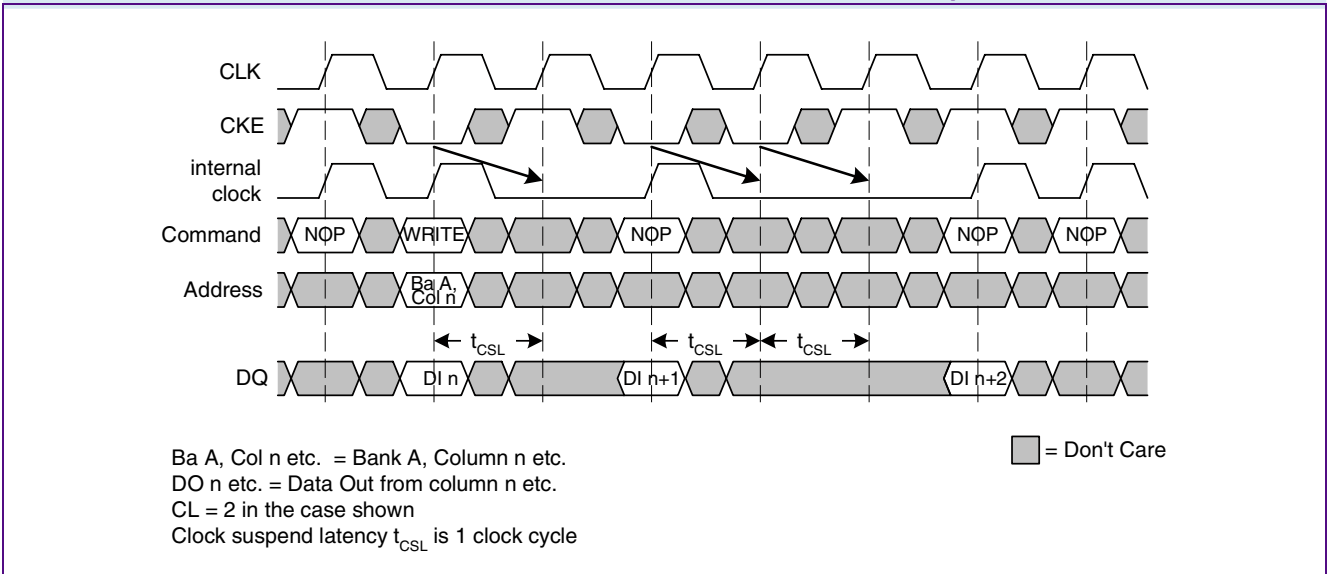 CLK
CKE
internal
clock
Command NOP WRITE NOP NOP NOP
Address Ba A,
Col n
tCSL tCSL tCSL
DQ DI n DI n+1 DI n+2
Ba A, Col n etc. = Bank A, Column n etc.
DO n etc. = Data Out from column n etc.
CL = 2 in the case shown
Clock suspend latency tCSL is 1 clock cycle
= Don't Care